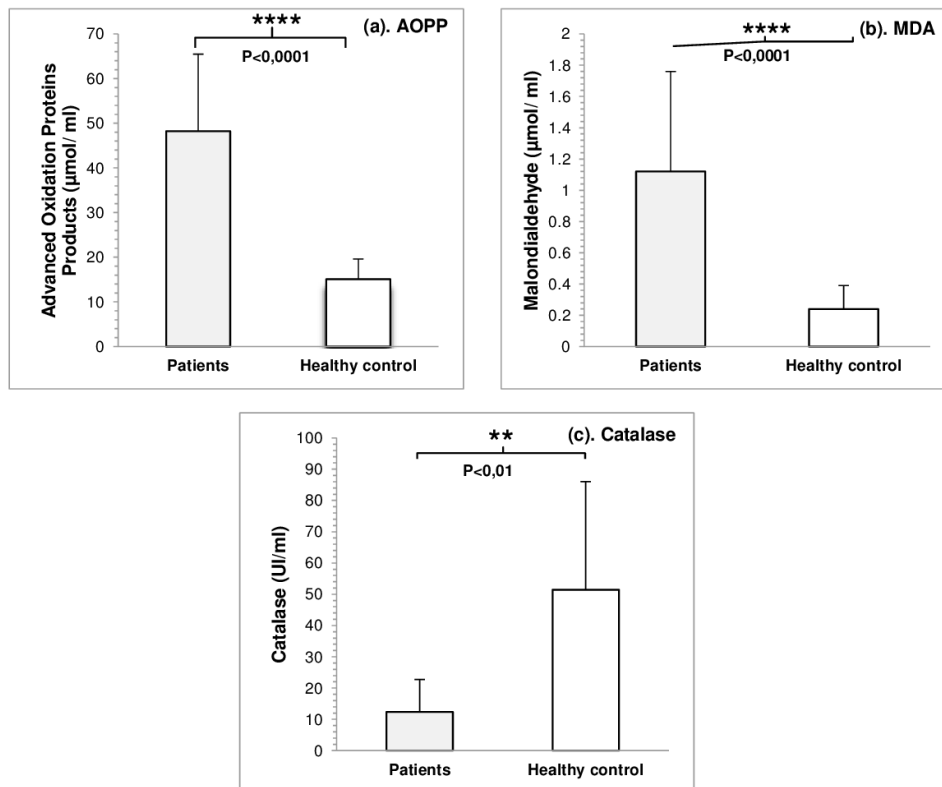 (a). AOPP
****
P<0,0001
Advanced Oxidation Proteins
Products (µmol/ ml)
70
60
50
40
30
20
10
0
Patients
Healthy control
(b). MDA
****
P<0,0001
Malondialdehyde (µmol/ ml)
2
1.8
1.6
1.4
1.2
1
0.8
0.6
0.4
0.2
0
Patients
Healthy control
(c). Catalase
**
P<0,01
Catalase (UI/ml)
100
90
80
70
60
50
40
30
20
10
0
Patients
Healthy control